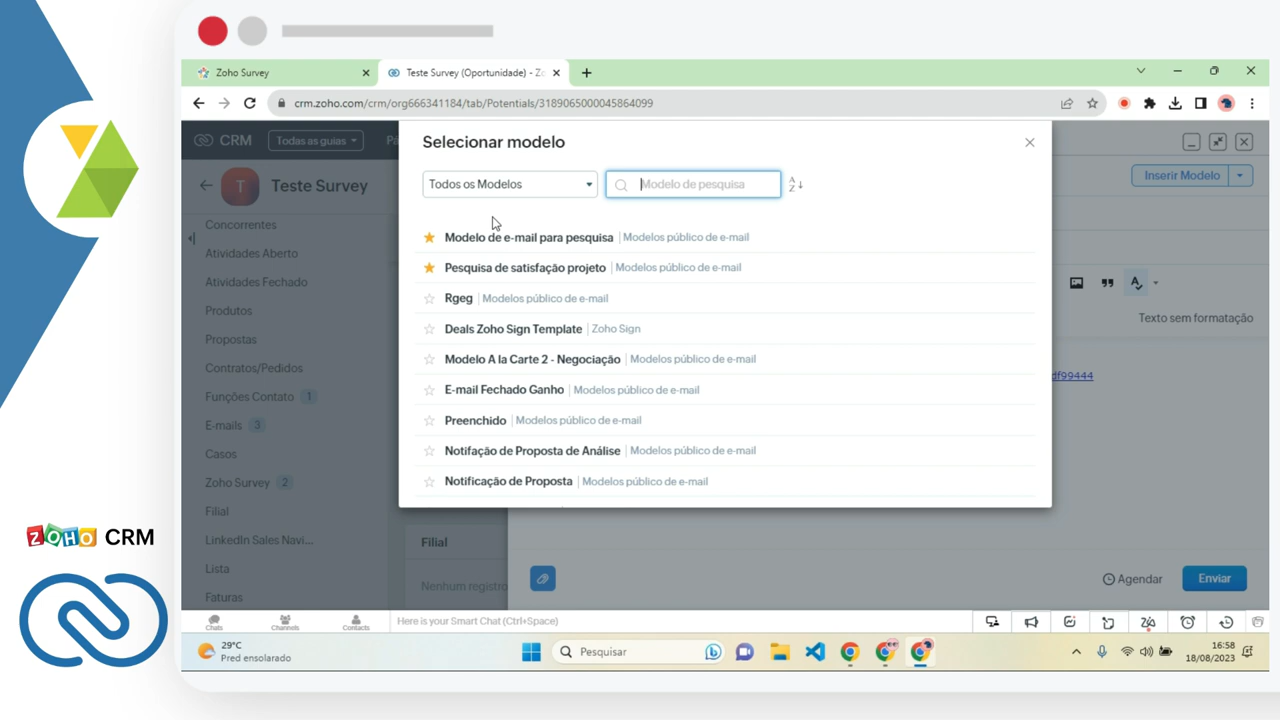 Zoho Survey
Teste Survey (Oportunidade) - Zo
crm.zoho.com/crm/org666341184/tab/Potentials/3189065000045864099
CRM
Todas as guias
Pá
Selecionar modelo
Teste Survey
T
Todos os Modelos
Modelo de pesquisa
A
Z
Inserir Modelo
Concorrentes
Atividades Aberto
Atividades Fechado
Produtos
Propostas
Contratos/Pedidos
Funções Contato 1
E-mails 3
Casos
Zoho Survey 2
Filial
LinkedIn Sales Navi...
Lista
Faturas
Modelo de e-mail para pesquisa | Modelos público de e-mail
Pesquisa de satisfação projeto | Modelos público de e-mail
Rgeg | Modelos público de e-mail
Deals Zoho Sign Template | Zoho Sign
Modelo A la Carte 2 - Negociação | Modelos público de e-mail
E-mail Fechado Ganho | Modelos público de e-mail
Preenchido | Modelos público de e-mail
Notifação de Proposta de Análise | Modelos público de e-mail
Notificação de Proposta | Modelos público de e-mail
Texto sem formatação
df99444
Filial
Nenhum registro
Agendar
Enviar
Chats
Channels
Contacts
Here is your Smart Chat (Ctrl+Space)
29°C
Pred ensolarado
Pesquisar
16:58
18/08/2023
ZOHO CRM